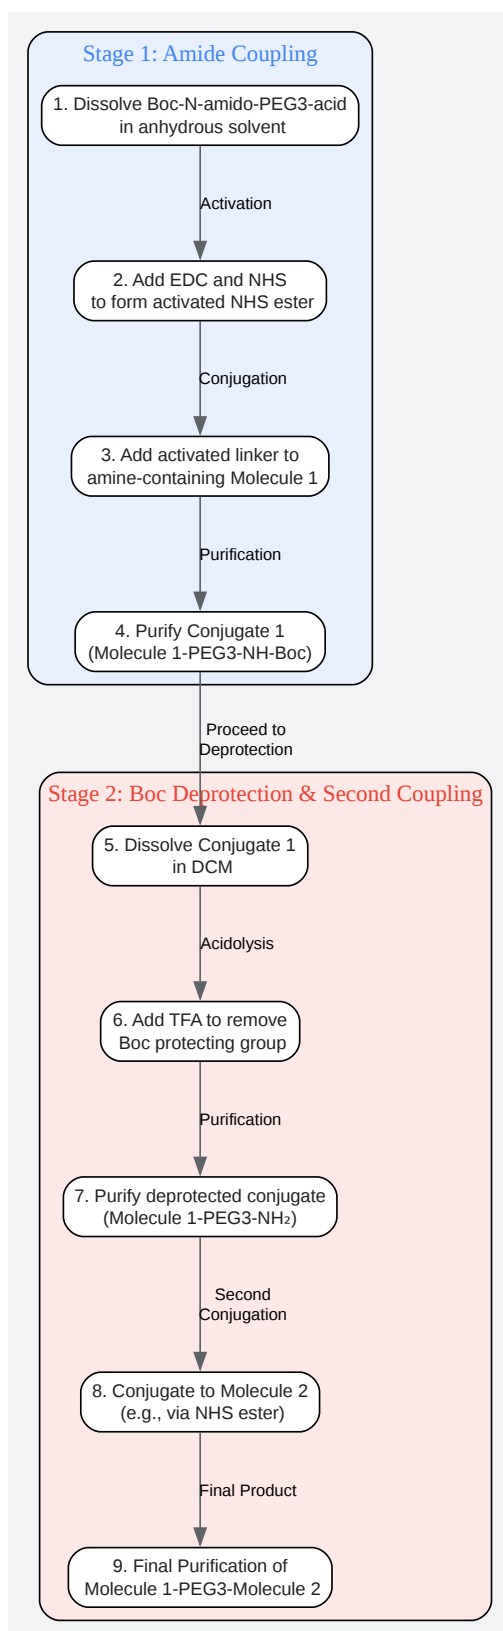 Stage 1: Amide Coupling
1. Dissolve Boc-N-amido-PEG3-acid
in anhydrous solvent
Activation
2. Add EDC and NHS
to form activated NHS ester
Conjugation
3. Add activated linker to
amine-containing Molecule 1
Purification
4. Purify Conjugate 1
(Molecule 1-PEG3-NH-Boc)
Proceed to
Deprotection
Stage 2: Boc Deprotection & Second Coupling
5. Dissolve Conjugate 1
in DCM
Acidolysis
6. Add TFA to remove
Boc protecting group
Purification
7. Purify deprotected conjugate
(Molecule 1-PEG3-NH₂)
Second
Conjugation
8. Conjugate to Molecule 2
(e.g., via NHS ester)
Final Product
9. Final Purification of
Molecule 1-PEG3-Molecule 2